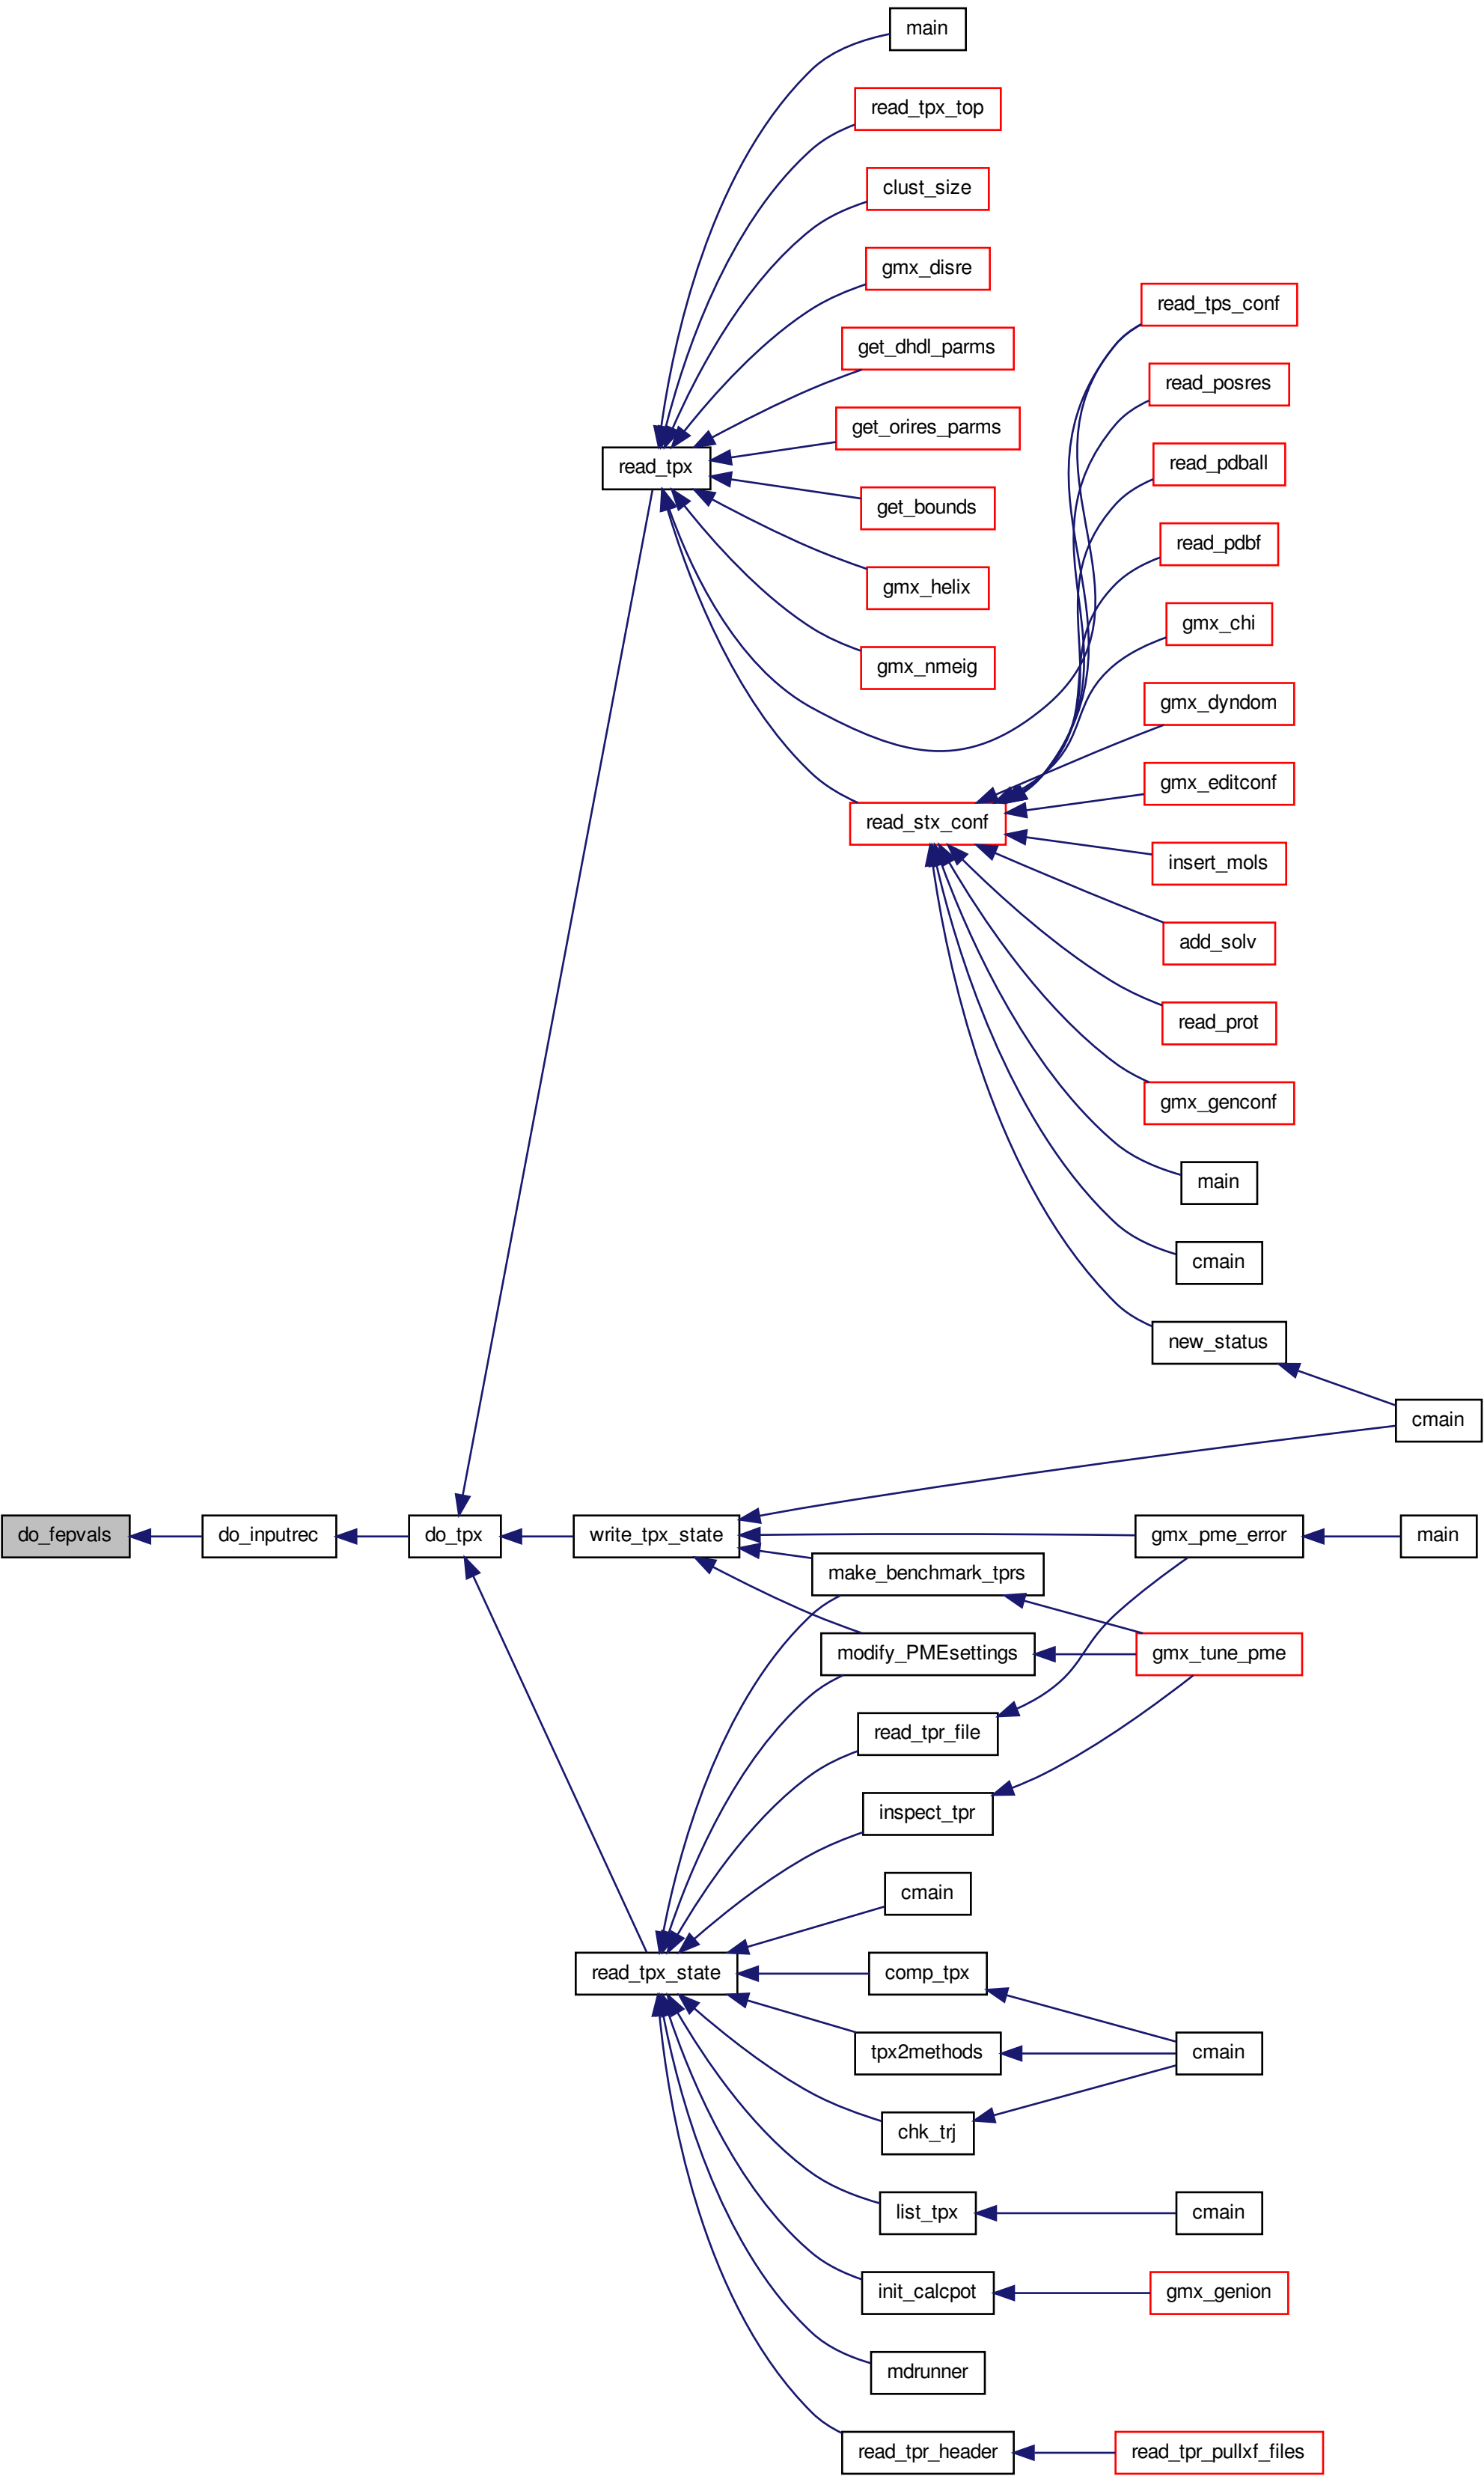 main
read_tpx_top
clust_size
gmx_disre
read_tps_conf
get_dhdl_parms
read_posres
get_orires_parms
read_tpx
read_pdball
get_bounds
read_pdbf
gmx_helix
gmx_chi
gmx_nmeig
gmx_dyndom
gmx_editconf
read_stx_conf
insert_mols
add_solv
read_prot
gmx_genconf
main
cmain
new_status
cmain
do_fepvals
do_inputrec
do_tpx
write_tpx_state
gmx_pme_error
main
make_benchmark_tprs
modify_PMEsettings
gmx_tune_pme
read_tpr_file
inspect_tpr
cmain
read_tpx_state
comp_tpx
tpx2methods
cmain
chk_trj
list_tpx
cmain
init_calcpot
gmx_genion
mdrunner
read_tpr_header
read_tpr_pullxf_files